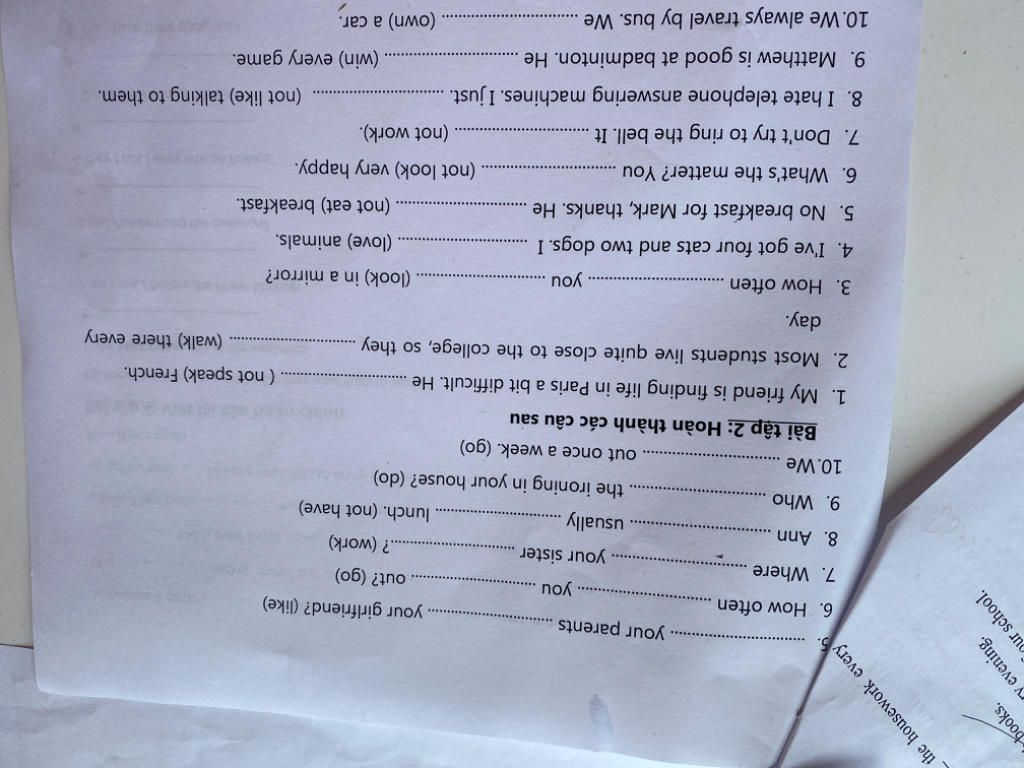 5. .................................. your parents ............................... your girlfriend? (like)
6. How often .................................. you ............................... out? (go)
7. Where .................................. your sister ...............................? (work)
8. Ann .................................. usually ............................... lunch. (not have)
9. Who .................................. the ironing in your house? (do)
10.We .................................. out once a week. (go)
Bài tập 2: Hoàn thành các câu sau
1. My friend is finding life in Paris a bit difficult. He ............................... ( not speak) French.
2. Most students live quite close to the college, so they ............................... (walk) there every
day.
3. How often .................................. you ............................... (look) in a mirror?
4. I've got four cats and two dogs. I ............................... (love) animals.
5. No breakfast for Mark, thanks. He ............................... (not eat) breakfast.
6. What's the matter? You ............................... (not look) very happy.
7. Don't try to ring the bell. It ............................... (not work).
8. I hate telephone answering machines. I just. ............................... (not like) talking to them.
9. Matthew is good at badminton. He ............................... (win) every game.
10.We always travel by bus. We ............................... (own) a car.
the housework every
books.
evening.
our school.